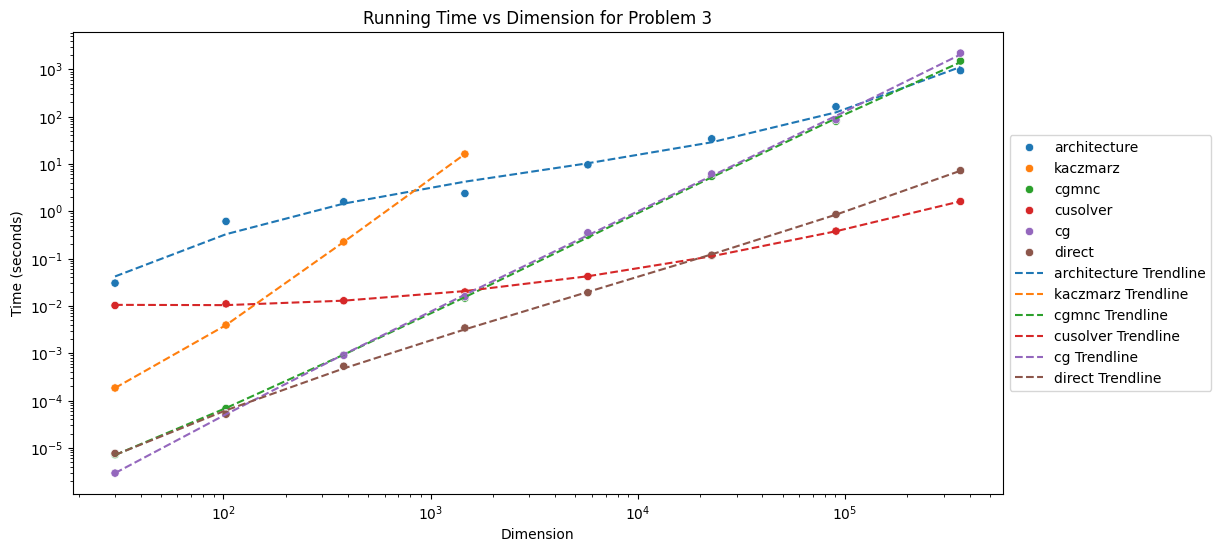 Running Time vs Dimension for Problem 3
Time (seconds)
10³
10²
10¹
10⁰
10⁻¹
10⁻²
10⁻³
10⁻⁴
10⁻⁵
10²
10³
10⁴
10⁵
Dimension
architecture
kaczmarz
cgmnc
cusolver
cg
direct
architecture Trendline
kaczmarz Trendline
cgmnc Trendline
cusolver Trendline
cg Trendline
direct Trendline